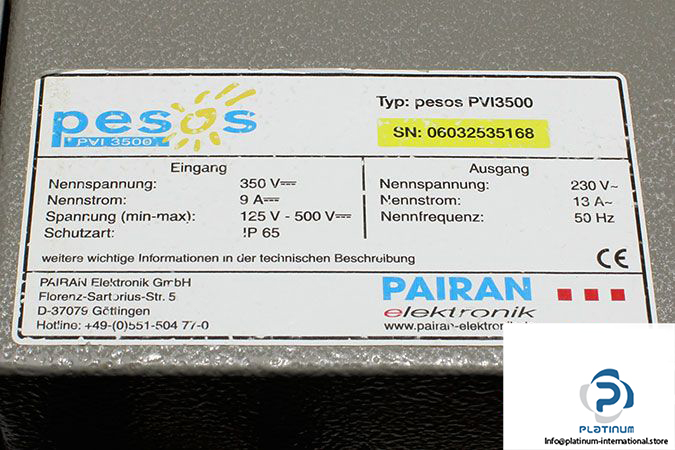 pesos
PVI 3500
Typ: pesos PVI3500
SN: 06032535168
Eingang
Nennspannung: 350 V⎓
Nennstrom: 9 A⎓
Spannung (min-max): 125 V - 500 V⎓
Schutzart: IP 65
Ausgang
Nennspannung: 230 V~
Nennstrom: 13 A~
Nennfrequenz: 50 Hz
weitere wichtige Informationen in der technischen Beschreibung
CE
PAIRAN Elektronik GmbH
Florenz-Sartorius-Str. 5
D-37079 Göttingen
Hotline: +49-(0)551-504 77-0
PAIRAN
elektronik
www.pairan-elektronik
PLATINUM
Info@platinum-international.store